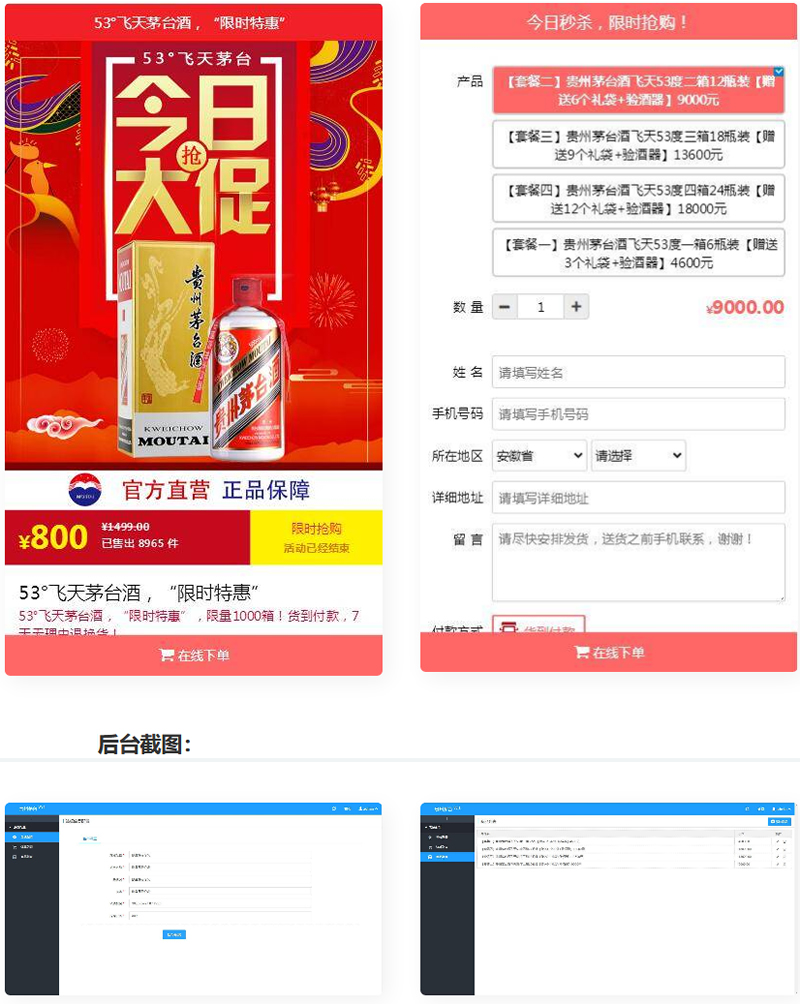 53°飞天茅台酒，“限时特惠”
53°飞天茅台
今日
抢
大促
MOUTAI
贵州茅台酒
KWEICHOW
MOUTAI
KWEICHOW MOUTAI
贵州茅台酒
MOUTAI
官方直营 正品保障
¥800
¥1499.00
已售出 8965 件
限时抢购
活动已经结束
53°飞天茅台酒，“限时特惠”
53°飞天茅台酒，“限时特惠”，限量1000箱！货到付款，7
天无理由退换货！
在线下单
今日秒杀，限时抢购！
产品
【套餐二】贵州茅台酒飞天53度二箱12瓶装【赠
送6个礼袋+验酒器】9000元
【套餐三】贵州茅台酒飞天53度三箱18瓶装【赠
送9个礼袋+验酒器】13600元
【套餐四】贵州茅台酒飞天53度四箱24瓶装【赠
送12个礼袋+验酒器】18000元
【套餐一】贵州茅台酒飞天53度一箱6瓶装【赠送
3个礼袋+验酒器】4600元
数 量 1 ¥9000.00
姓 名 请填写姓名
手机号码 请填写手机号码
所在地区 安徽省 请选择
详细地址 请填写详细地址
留 言 请尽快安排发货，送货之前手机联系，谢谢！
付款方式 货到付款
在线下单
后台截图：